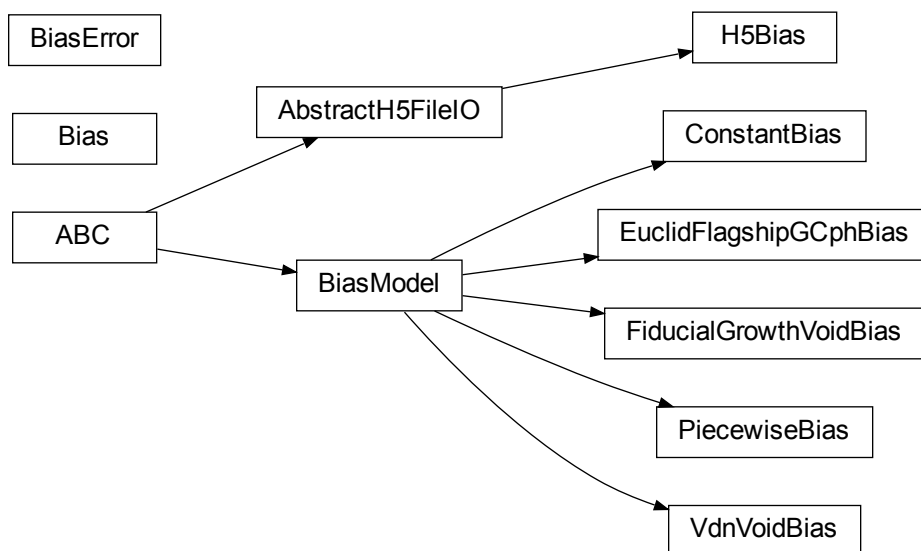 BiasError
Bias
ABC
AbstractH5FileIO
BiasModel
H5Bias
ConstantBias
EuclidFlagshipGCphBias
FiducialGrowthVoidBias
PiecewiseBias
VdnVoidBias